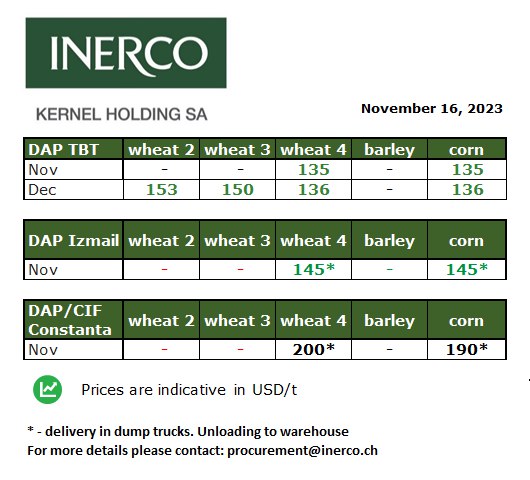 INERCO
KERNEL HOLDING SA
November 16, 2023
DAP TBT wheat 2 wheat 3 wheat 4 barley corn
Nov - - 135 - 135
Dec 153 150 136 - 136
DAP Izmail wheat 2 wheat 3 wheat 4 barley corn
Nov - - 145* - 145*
DAP/CIF
Constanta wheat 2 wheat 3 wheat 4 barley corn
Nov - - 200* - 190*
Prices are indicative in USD/t
* - delivery in dump trucks. Unloading to warehouse
For more details please contact: procurement@inerco.ch